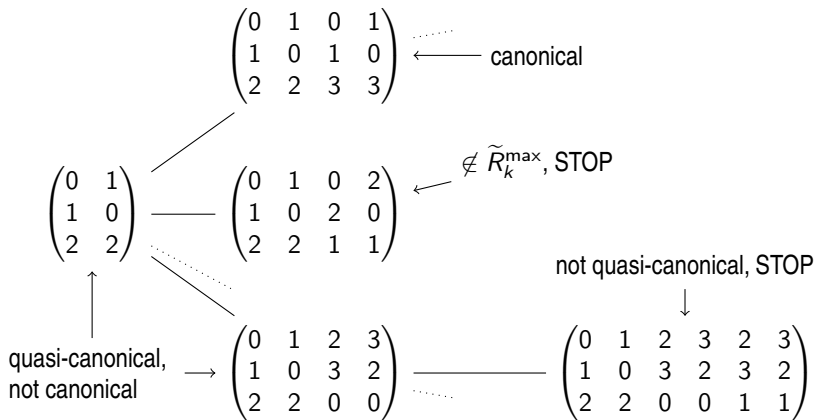 0 1 0 1
1 0 1 0
2 2 3 3
canonical
∉ R̃ₖᵐᵃˣ, STOP
0 1
1 0
2 2
0 1 0 2
1 0 2 0
2 2 1 1
not quasi-canonical, STOP
quasi-canonical,
not canonical
0 1 2 3
1 0 3 2
2 2 0 0
0 1 2 3 2 3
1 0 3 2 3 2
2 2 0 0 1 1